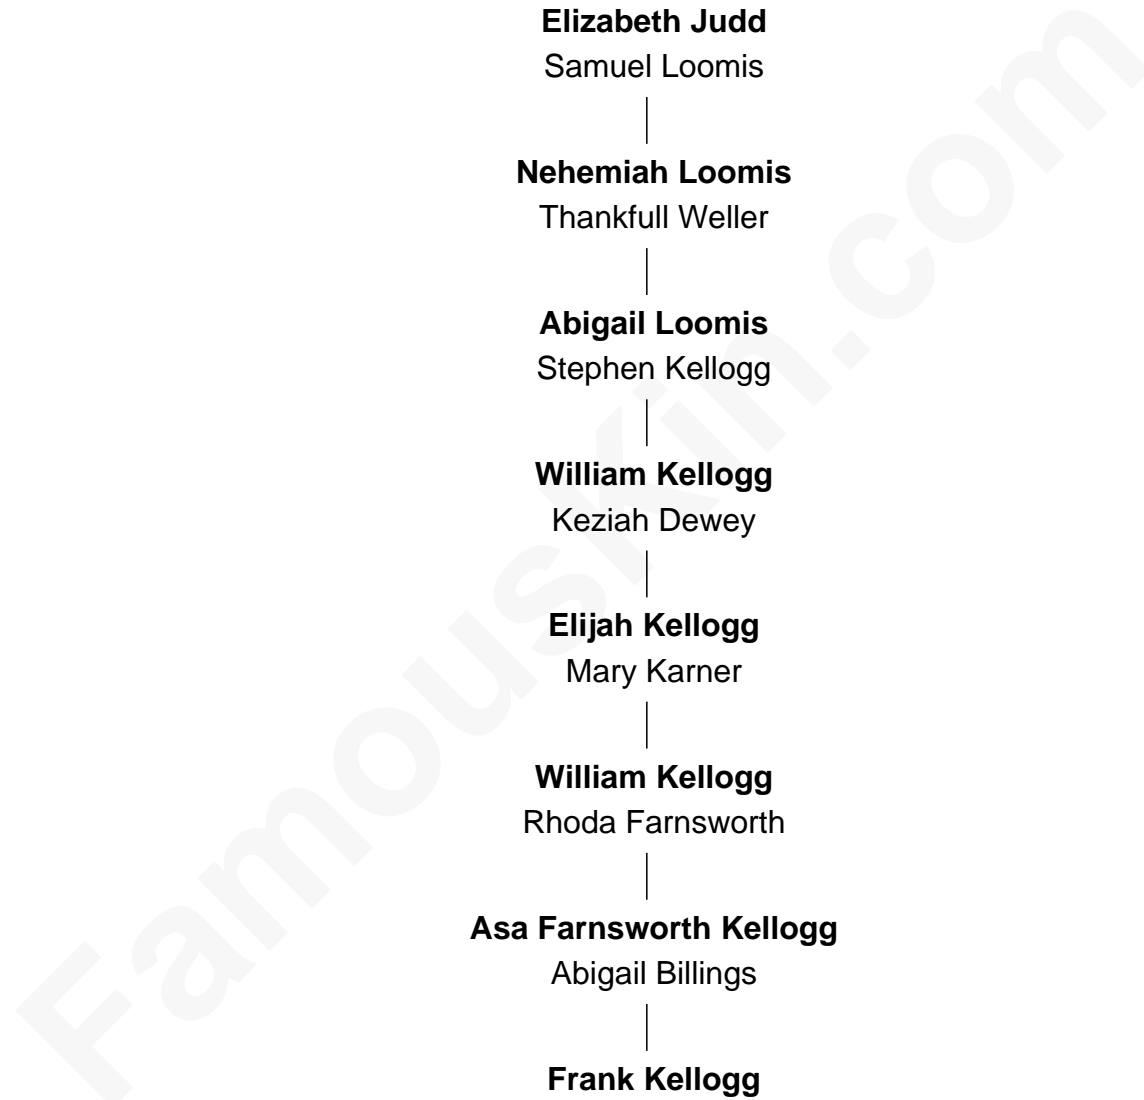 Elizabeth Judd
Samuel Loomis
Nehemiah Loomis
Thankfull Weller
Abigail Loomis
Stephen Kellogg
William Kellogg
Keziah Dewey
Elijah Kellogg
Mary Karner
William Kellogg
Rhoda Farnsworth
Asa Farnsworth Kellogg
Abigail Billings
Frank Kellogg
FamousKin.com